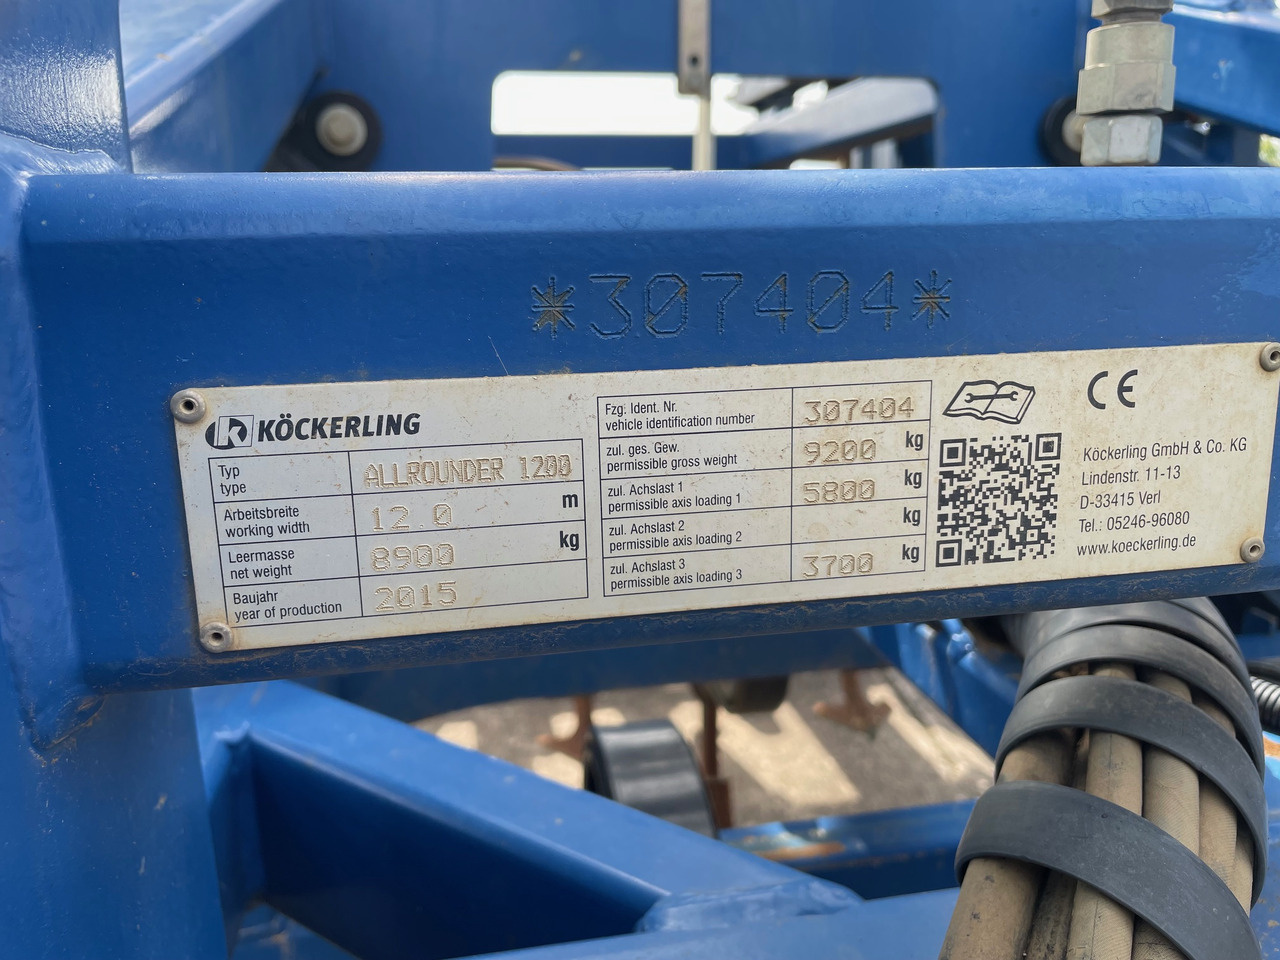 *307404*
KÖCKERLING
Typ
type
ALLROUNDER 1200
Arbeitsbreite
working width
12.0 m
Leermasse
net weight
8900 kg
Baujahr
year of production
2015
Fzg. Ident. Nr.
vehicle identification number
307404
zul. ges. Gew.
permissible gross weight
9200 kg
zul. Achslast 1
permissible axis loading 1
5800 kg
zul. Achslast 2
permissible axis loading 2
kg
zul. Achslast 3
permissible axis loading 3
3700 kg
CE
Köckerling GmbH & Co. KG
Lindenstr. 11-13
D-33415 Verl
Tel.: 05246-96080
www.koeckerling.de